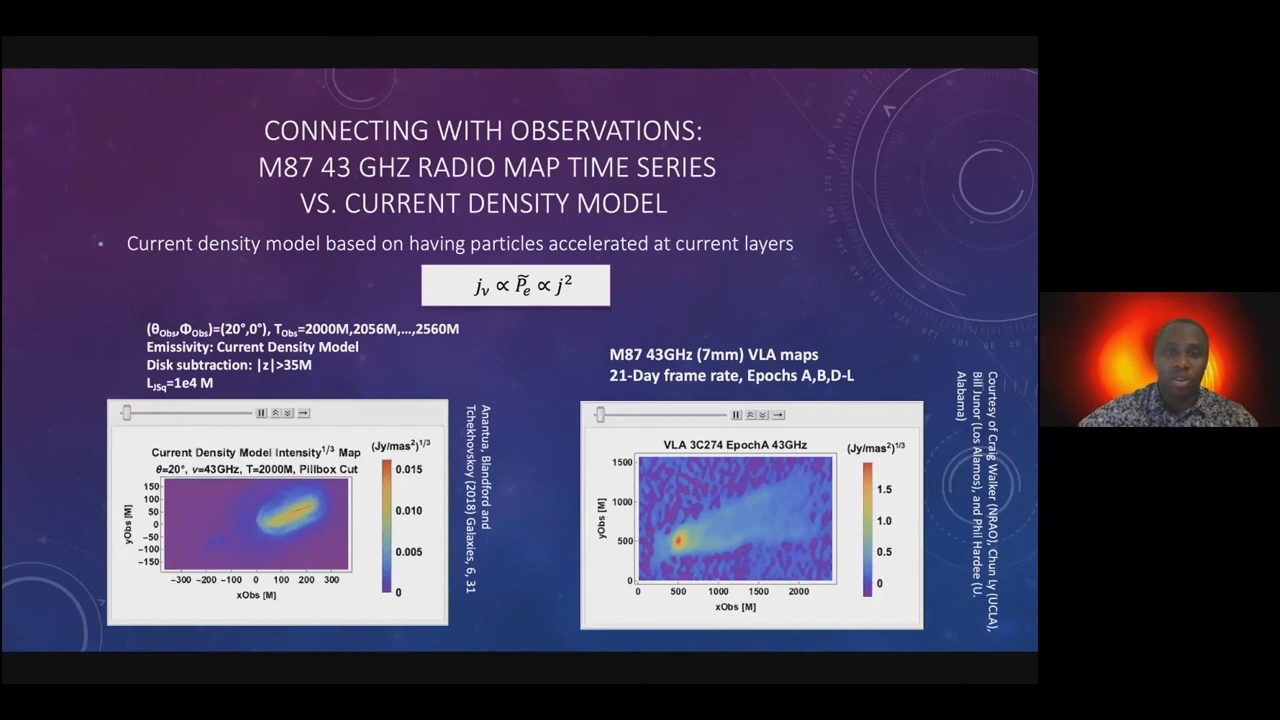 CONNECTING WITH OBSERVATIONS:
M87 43 GHZ RADIO MAP TIME SERIES
VS. CURRENT DENSITY MODEL
• Current density model based on having particles accelerated at current layers
jᵥ ∝ P̃ₑ ∝ j²
(θObs,ΦObs)=(20°,0°), TObs=2000M,2056M,...,2560M
Emissivity: Current Density Model
Disk subtraction: |z|>35M
LJSq=1e4 M
Current Density Model Intensity^1/3 Map
θ=20°, ν=43GHz, T=2000M, Pillbox Cut
(Jy/mas²)^1/3
0.015
0.010
0.005
0
yObs [M]
150
100
50
0
-50
-100
-150
-300 -200 -100 0 100 200 300
xObs [M]
Anantua, Blandford and
Tchekhovskoy (2018) Galaxies, 6, 31
M87 43GHz (7mm) VLA maps
21-Day frame rate, Epochs A,B,D-L
VLA 3C274 EpochA 43GHz
(Jy/mas²)^1/3
1.5
1.0
0.5
0
yObs [M]
1500
1000
500
0
0 500 1000 1500 2000
xObs [M]
Courtesy of Craig Walker (NRAO), Chun Ly (UCLA),
Bill Junor (Los Alamos), and Phil Hardee (U.
Alabama)